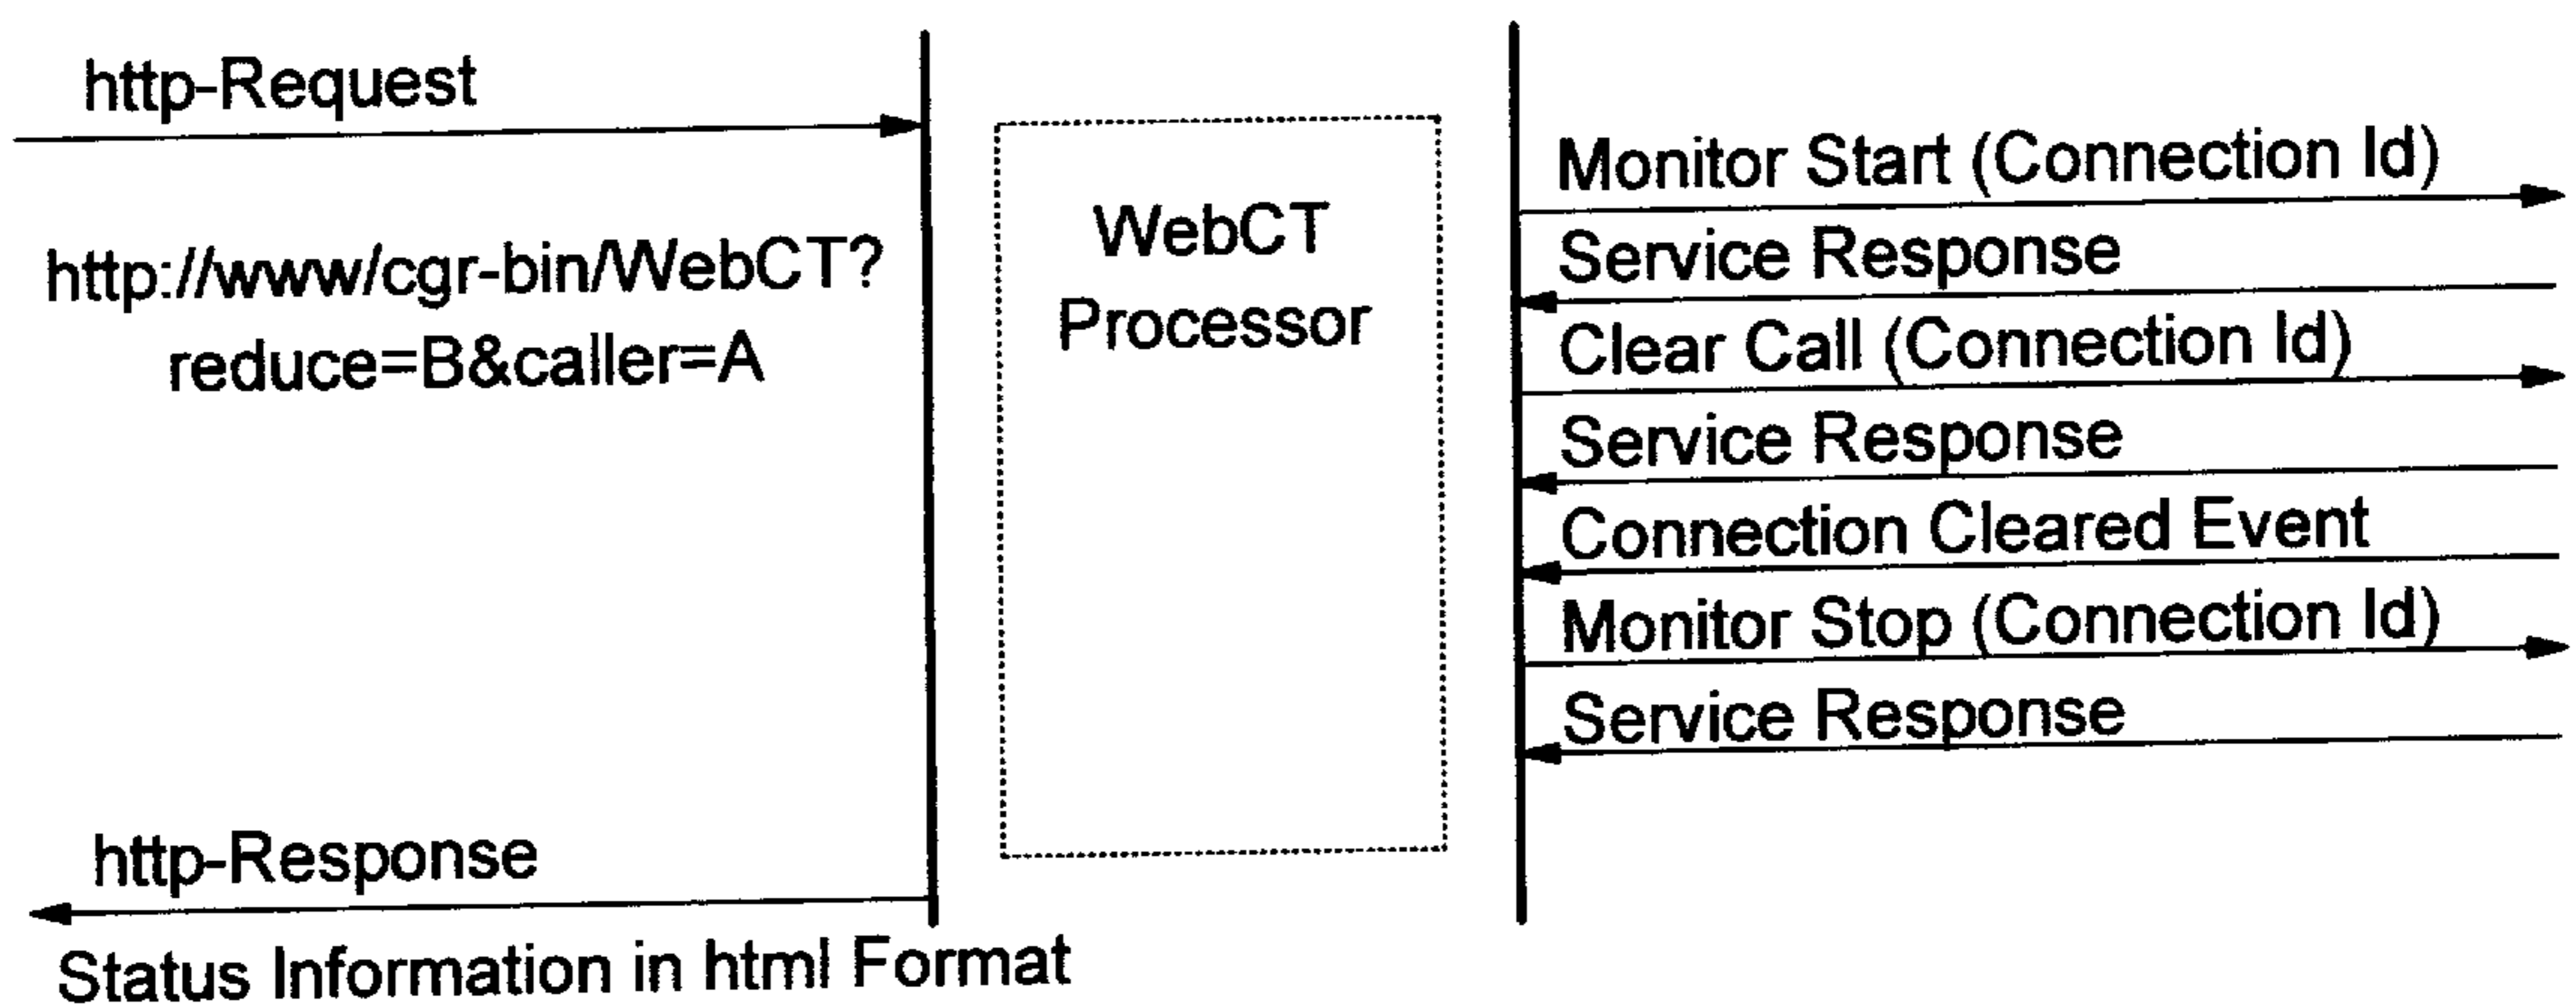 http-Request
http://www/cgr-bin/WebCT?
reduce=B&caller=A
http-Response
Status Information in html Format
WebCT
Processor
Monitor Start (Connection Id)
Service Response
Clear Call (Connection Id)
Service Response
Connection Cleared Event
Monitor Stop (Connection Id)
Service Response